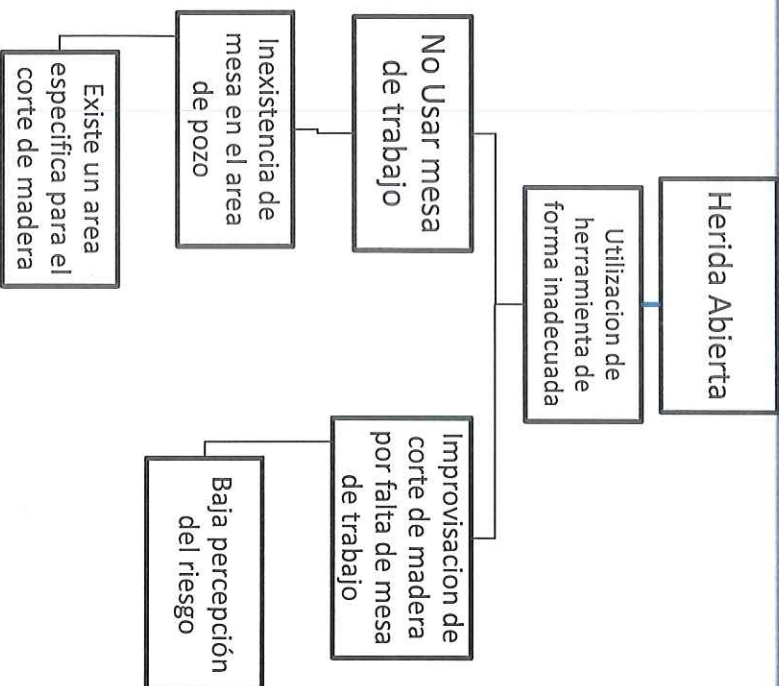 Herida Abierta
Utilizacion de
herramienta de
forma inadecuada
No Usar mesa
de trabajo
Inexistencia de
mesa en el area
de pozo
Existe un area
especifica para el
corte de madera
Improvisacion de
corte de madera
por falta de mesa
de trabajo
Baja percepción
del riesgo